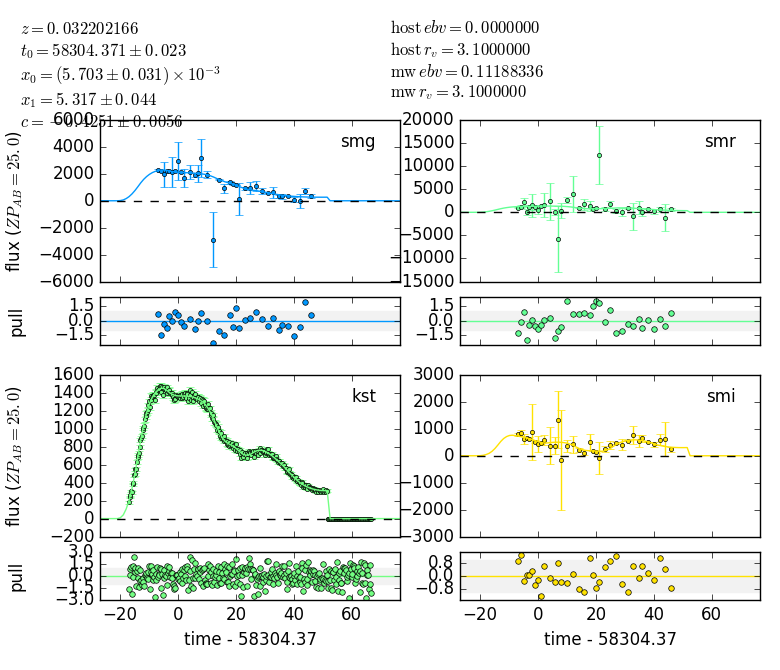 z = 0.032202166
t₀ = 58304.371 ± 0.023
x₀ = (5.703 ± 0.031) × 10⁻³
x₁ = 5.317 ± 0.044
c = −0.4251 ± 0.0056
host ebv = 0.0000000
host r_v = 3.1000000
mw ebv = 0.11188336
mw r_v = 3.1000000
smg
6000
4000
2000
0
−2000
−4000
−6000
flux (ZP_AB = 25.0)
smr
20000
15000
10000
5000
0
−5000
−10000
−15000
pull
1.5
0.0
−1.5
1.5
0.0
−1.5
kst
1600
1400
1200
1000
800
600
400
200
0
−200
flux (ZP_AB = 25.0)
smi
3000
2000
1000
0
−1000
−2000
−3000
pull
3.0
1.5
0.0
−1.5
−3.0
0.8
0.0
−0.8
−20 0 20 40 60
−20 0 20 40 60
time - 58304.37
time - 58304.37